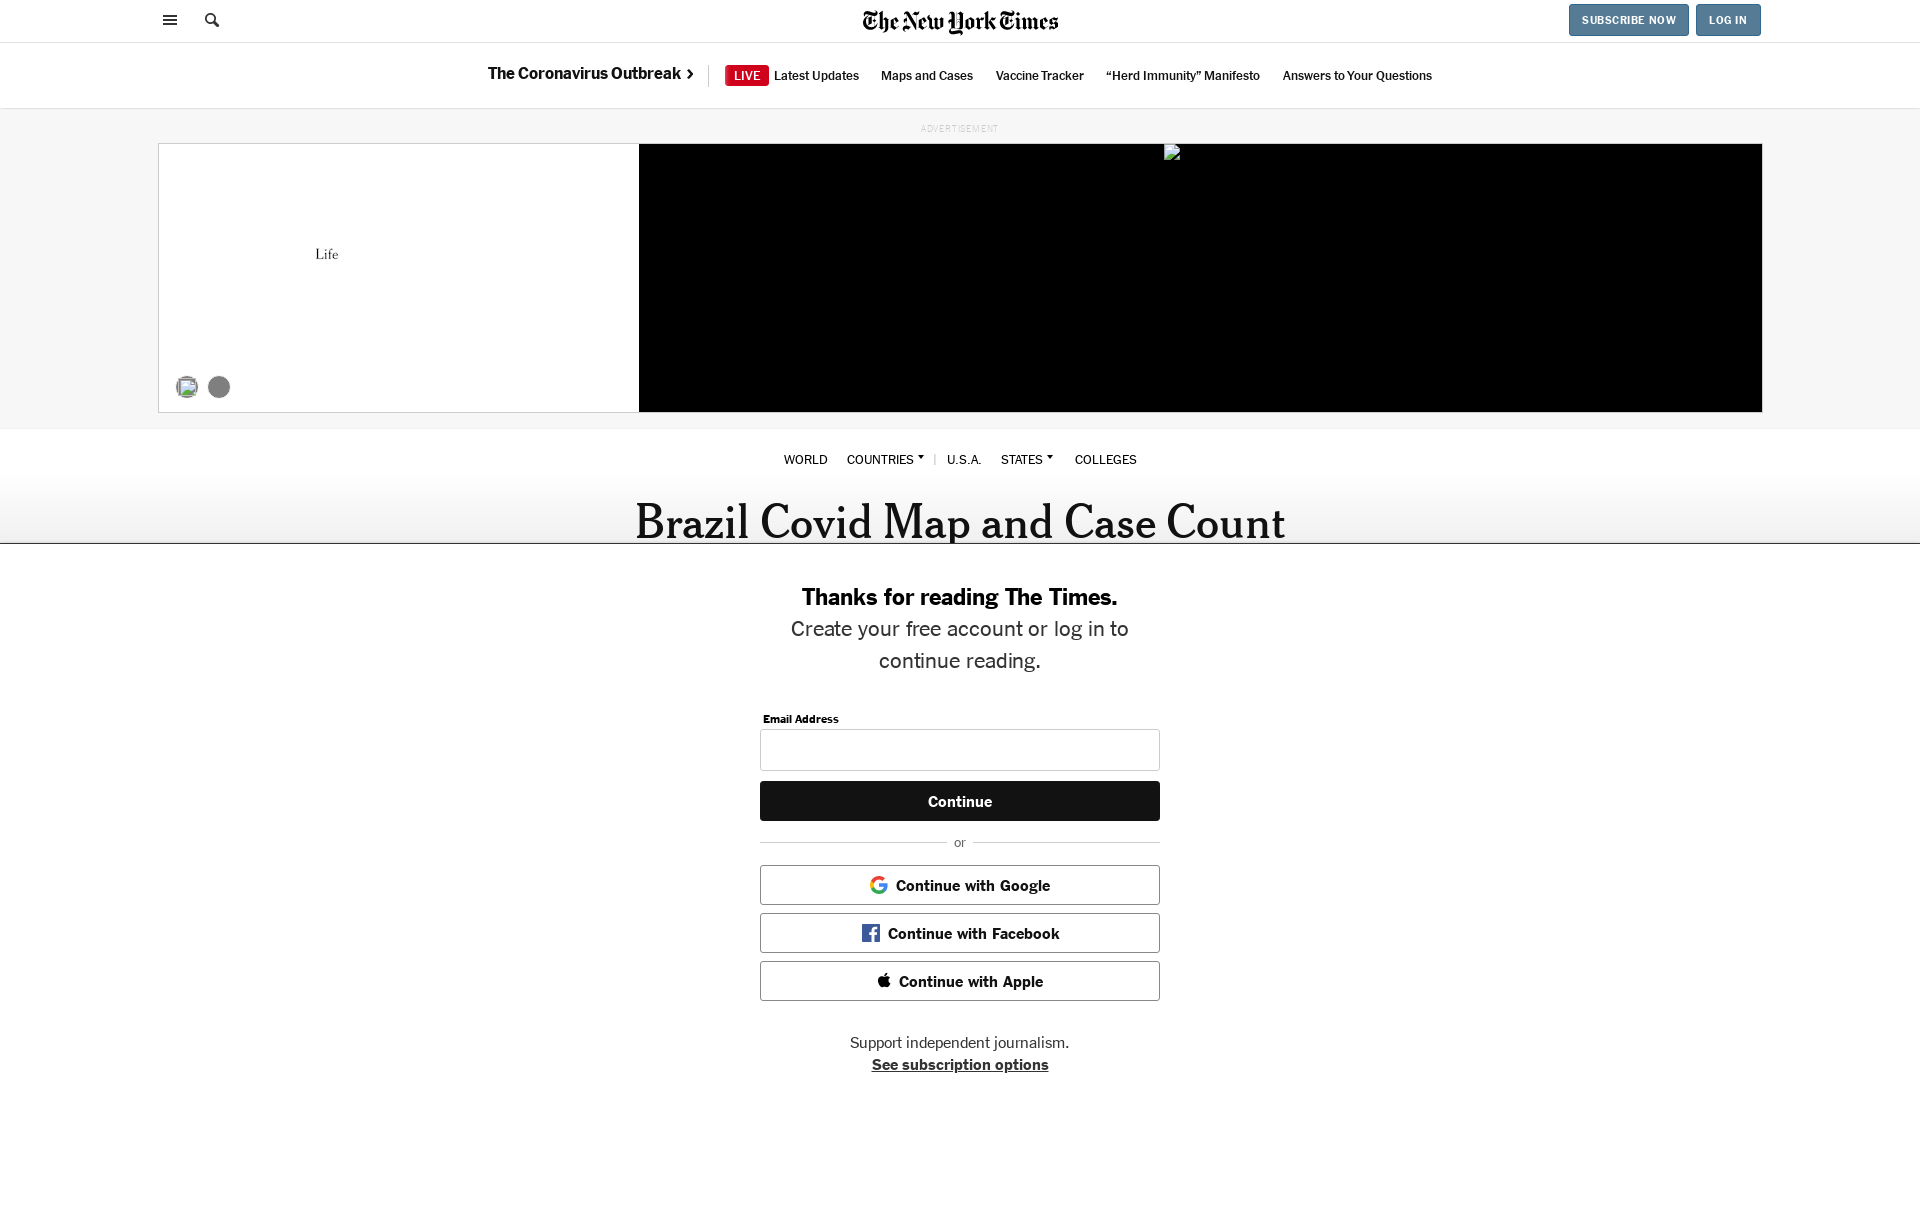 The New York Times
SUBSCRIBE NOW
LOG IN
The Coronavirus Outbreak ›
LIVE Latest Updates
Maps and Cases
Vaccine Tracker
“Herd Immunity” Manifesto
Answers to Your Questions
ADVERTISEMENT
Life
WORLD
COUNTRIES
U.S.A.
STATES
COLLEGES
Brazil Covid Map and Case Count
Thanks for reading The Times.
Create your free account or log in to
continue reading.
Email Address
Continue
or
Continue with Google
Continue with Facebook
Continue with Apple
Support independent journalism.
See subscription options